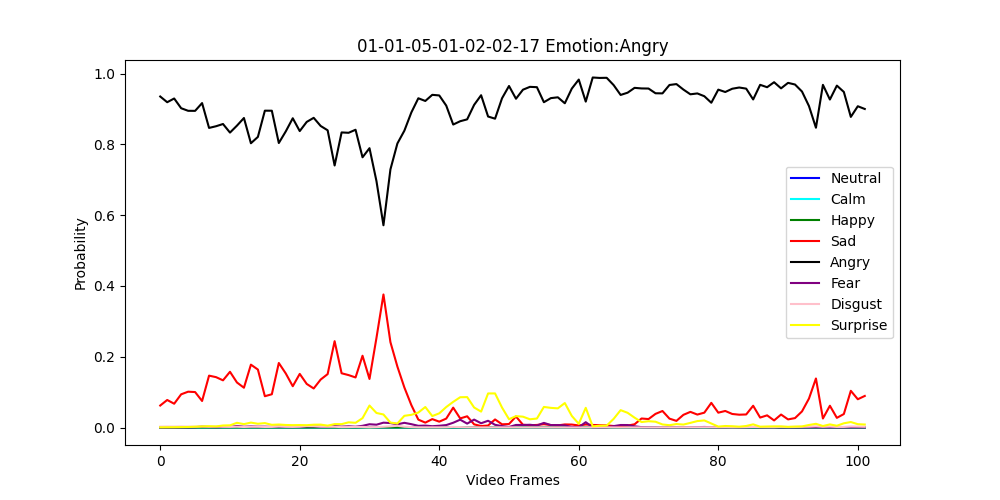 01-01-05-01-02-02-17 Emotion:Angry
1.0
0.8
0.6
0.4
0.2
0.0
Probability
0 20 40 60 80 100
Video Frames
Neutral
Calm
Happy
Sad
Angry
Fear
Disgust
Surprise